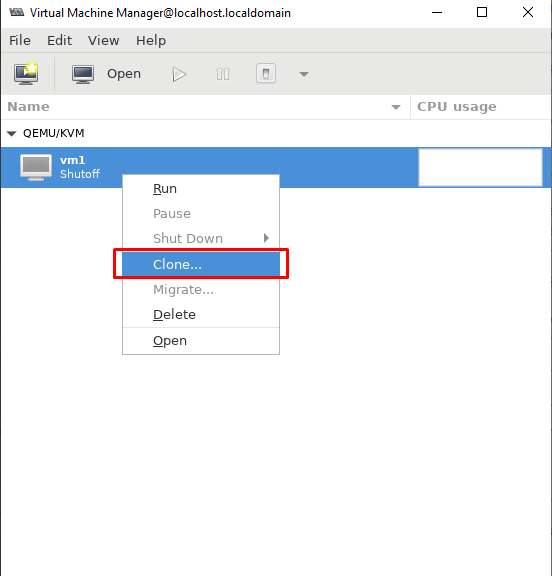 Virtual Machine Manager@localhost.localdomain
File Edit View Help
Open
Name CPU usage
QEMU/KVM
vm1
Shutoff
Run
Pause
Shut Down
Clone...
Migrate...
Delete
Open